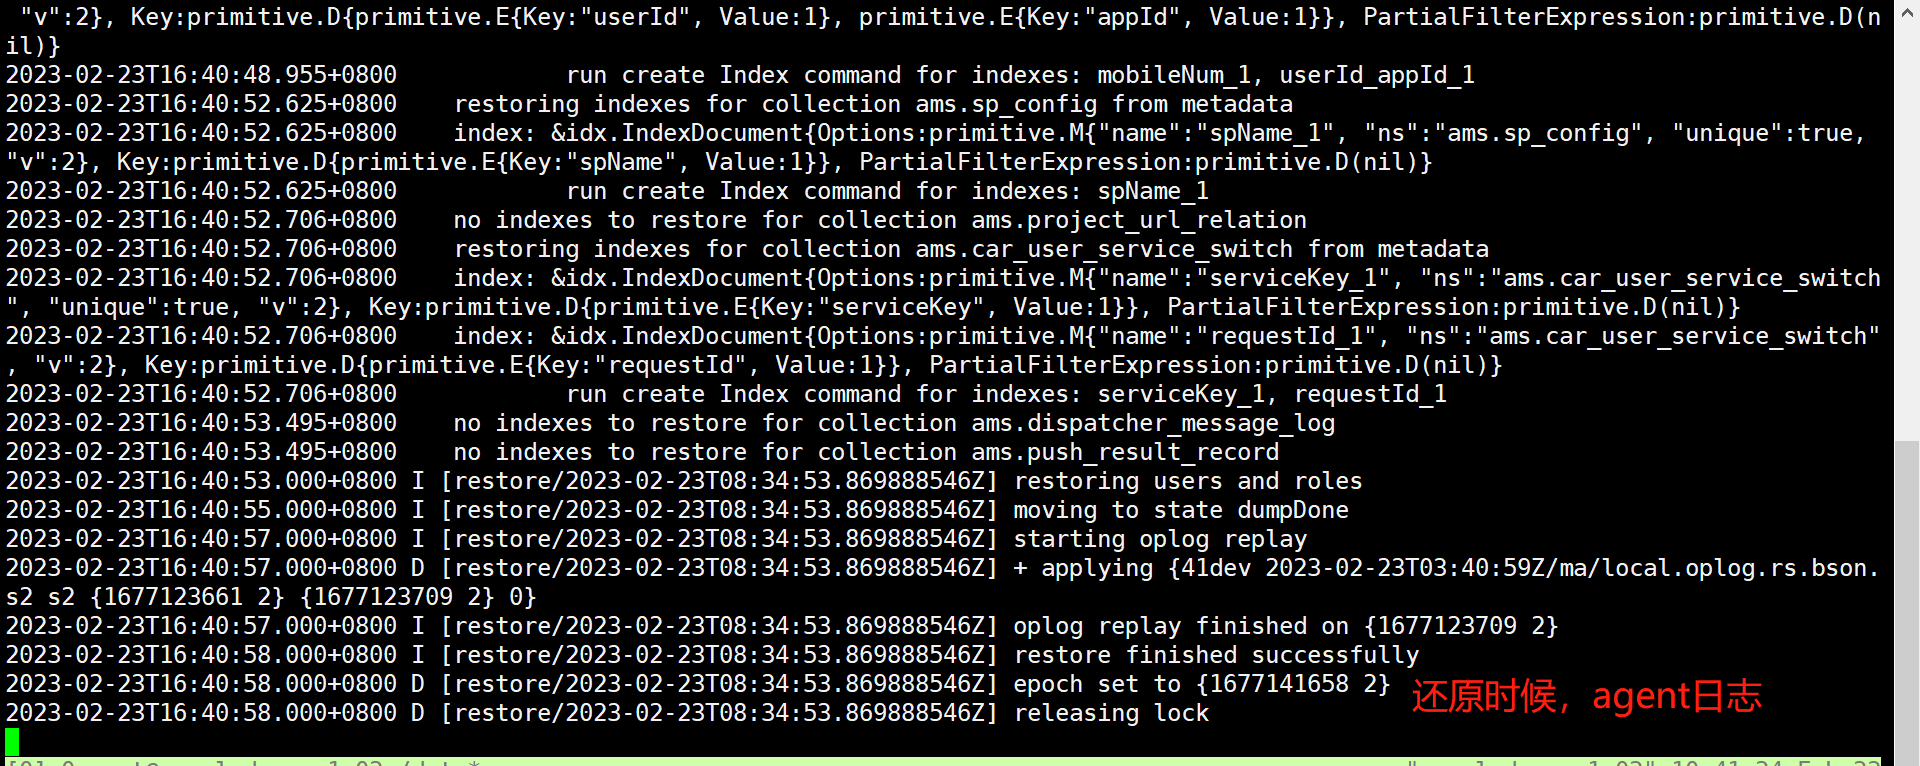 "v":2}, Key:primitive.D{primitive.E{Key:"userId", Value:1}, primitive.E{Key:"appId", Value:1}}, PartialFilterExpression:primitive.D(n
il)}
2023-02-23T16:40:48.955+0800            run create Index command for indexes: mobileNum_1, userId_appId_1
2023-02-23T16:40:52.625+0800    restoring indexes for collection ams.sp_config from metadata
2023-02-23T16:40:52.625+0800    index: &idx.IndexDocument{Options:primitive.M{"name":"spName_1", "ns":"ams.sp_config", "unique":true,
"v":2}, Key:primitive.D{primitive.E{Key:"spName", Value:1}}, PartialFilterExpression:primitive.D(nil)}
2023-02-23T16:40:52.625+0800            run create Index command for indexes: spName_1
2023-02-23T16:40:52.706+0800    no indexes to restore for collection ams.project_url_relation
2023-02-23T16:40:52.706+0800    restoring indexes for collection ams.car_user_service_switch from metadata
2023-02-23T16:40:52.706+0800    index: &idx.IndexDocument{Options:primitive.M{"name":"serviceKey_1", "ns":"ams.car_user_service_switch
", "unique":true, "v":2}, Key:primitive.D{primitive.E{Key:"serviceKey", Value:1}}, PartialFilterExpression:primitive.D(nil)}
2023-02-23T16:40:52.706+0800    index: &idx.IndexDocument{Options:primitive.M{"name":"requestId_1", "ns":"ams.car_user_service_switch"
, "v":2}, Key:primitive.D{primitive.E{Key:"requestId", Value:1}}, PartialFilterExpression:primitive.D(nil)}
2023-02-23T16:40:52.706+0800            run create Index command for indexes: serviceKey_1, requestId_1
2023-02-23T16:40:53.495+0800    no indexes to restore for collection ams.dispatcher_message_log
2023-02-23T16:40:53.495+0800    no indexes to restore for collection ams.push_result_record
2023-02-23T16:40:53.000+0800 I [restore/2023-02-23T08:34:53.869888546Z] restoring users and roles
2023-02-23T16:40:55.000+0800 I [restore/2023-02-23T08:34:53.869888546Z] moving to state dumpDone
2023-02-23T16:40:57.000+0800 I [restore/2023-02-23T08:34:53.869888546Z] starting oplog replay
2023-02-23T16:40:57.000+0800 D [restore/2023-02-23T08:34:53.869888546Z] + applying {41dev 2023-02-23T03:40:59Z/ma/local.oplog.rs.bson.
s2 s2 {1677123661 2} {1677123709 2} 0}
2023-02-23T16:40:57.000+0800 I [restore/2023-02-23T08:34:53.869888546Z] oplog replay finished on {1677123709 2}
2023-02-23T16:40:58.000+0800 I [restore/2023-02-23T08:34:53.869888546Z] restore finished successfully
2023-02-23T16:40:58.000+0800 D [restore/2023-02-23T08:34:53.869888546Z] epoch set to {1677141658 2}
还原时候，agent日志
2023-02-23T16:40:58.000+0800 D [restore/2023-02-23T08:34:53.869888546Z] releasing lock